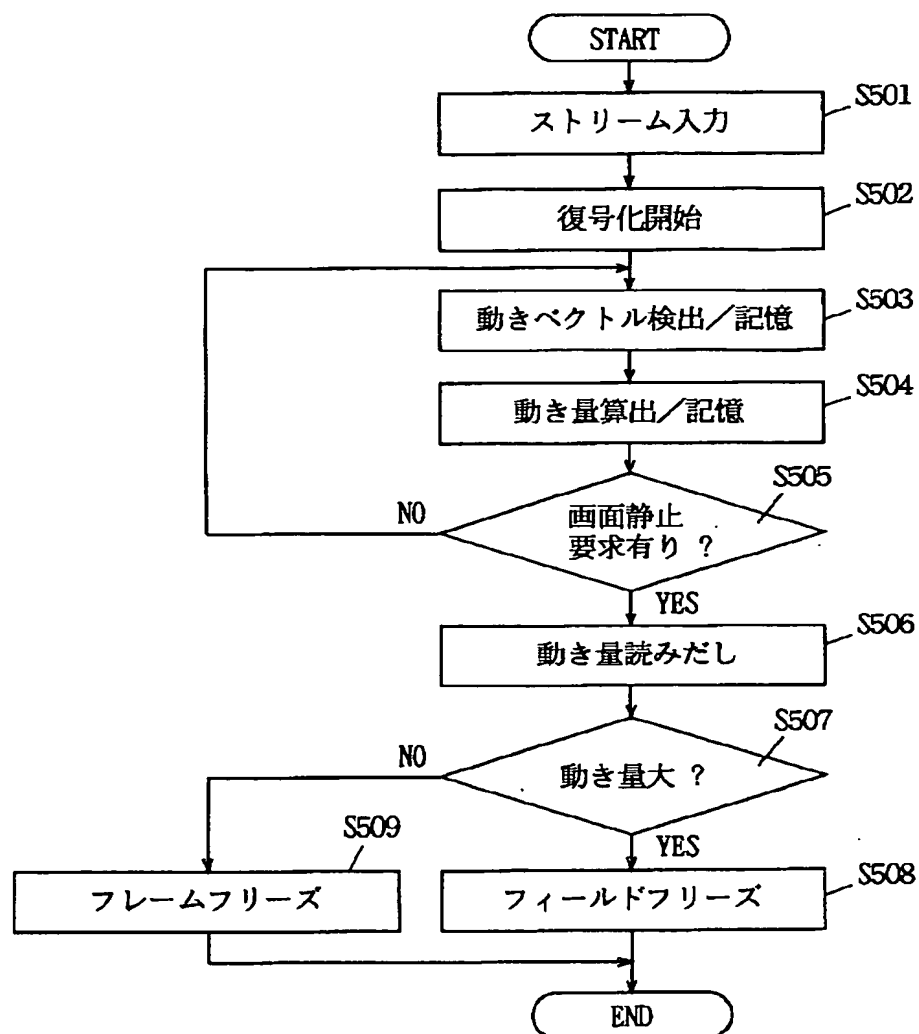 START
S501
ストリーム入力
S502
復号化開始
S503
動きベクトル検出／記憶
S504
動き量算出／記憶
S505
画面静止
要求有り ?
NO
YES
S506
動き量読みだし
S507
動き量大 ?
NO
YES
S509
フレームフリーズ
S508
フィールドフリーズ
END